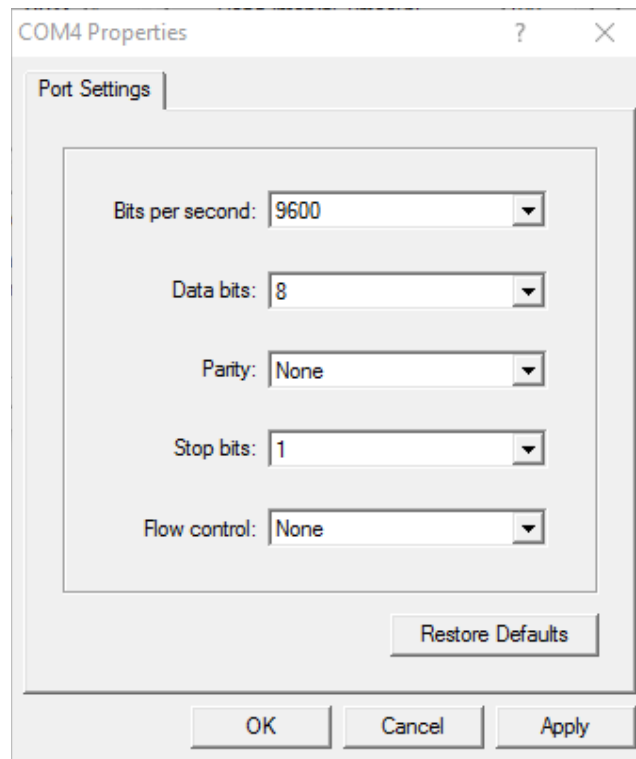 COM4 Properties
Port Settings
Bits per second: 9600
Data bits: 8
Parity: None
Stop bits: 1
Flow control: None
Restore Defaults
OK Cancel Apply